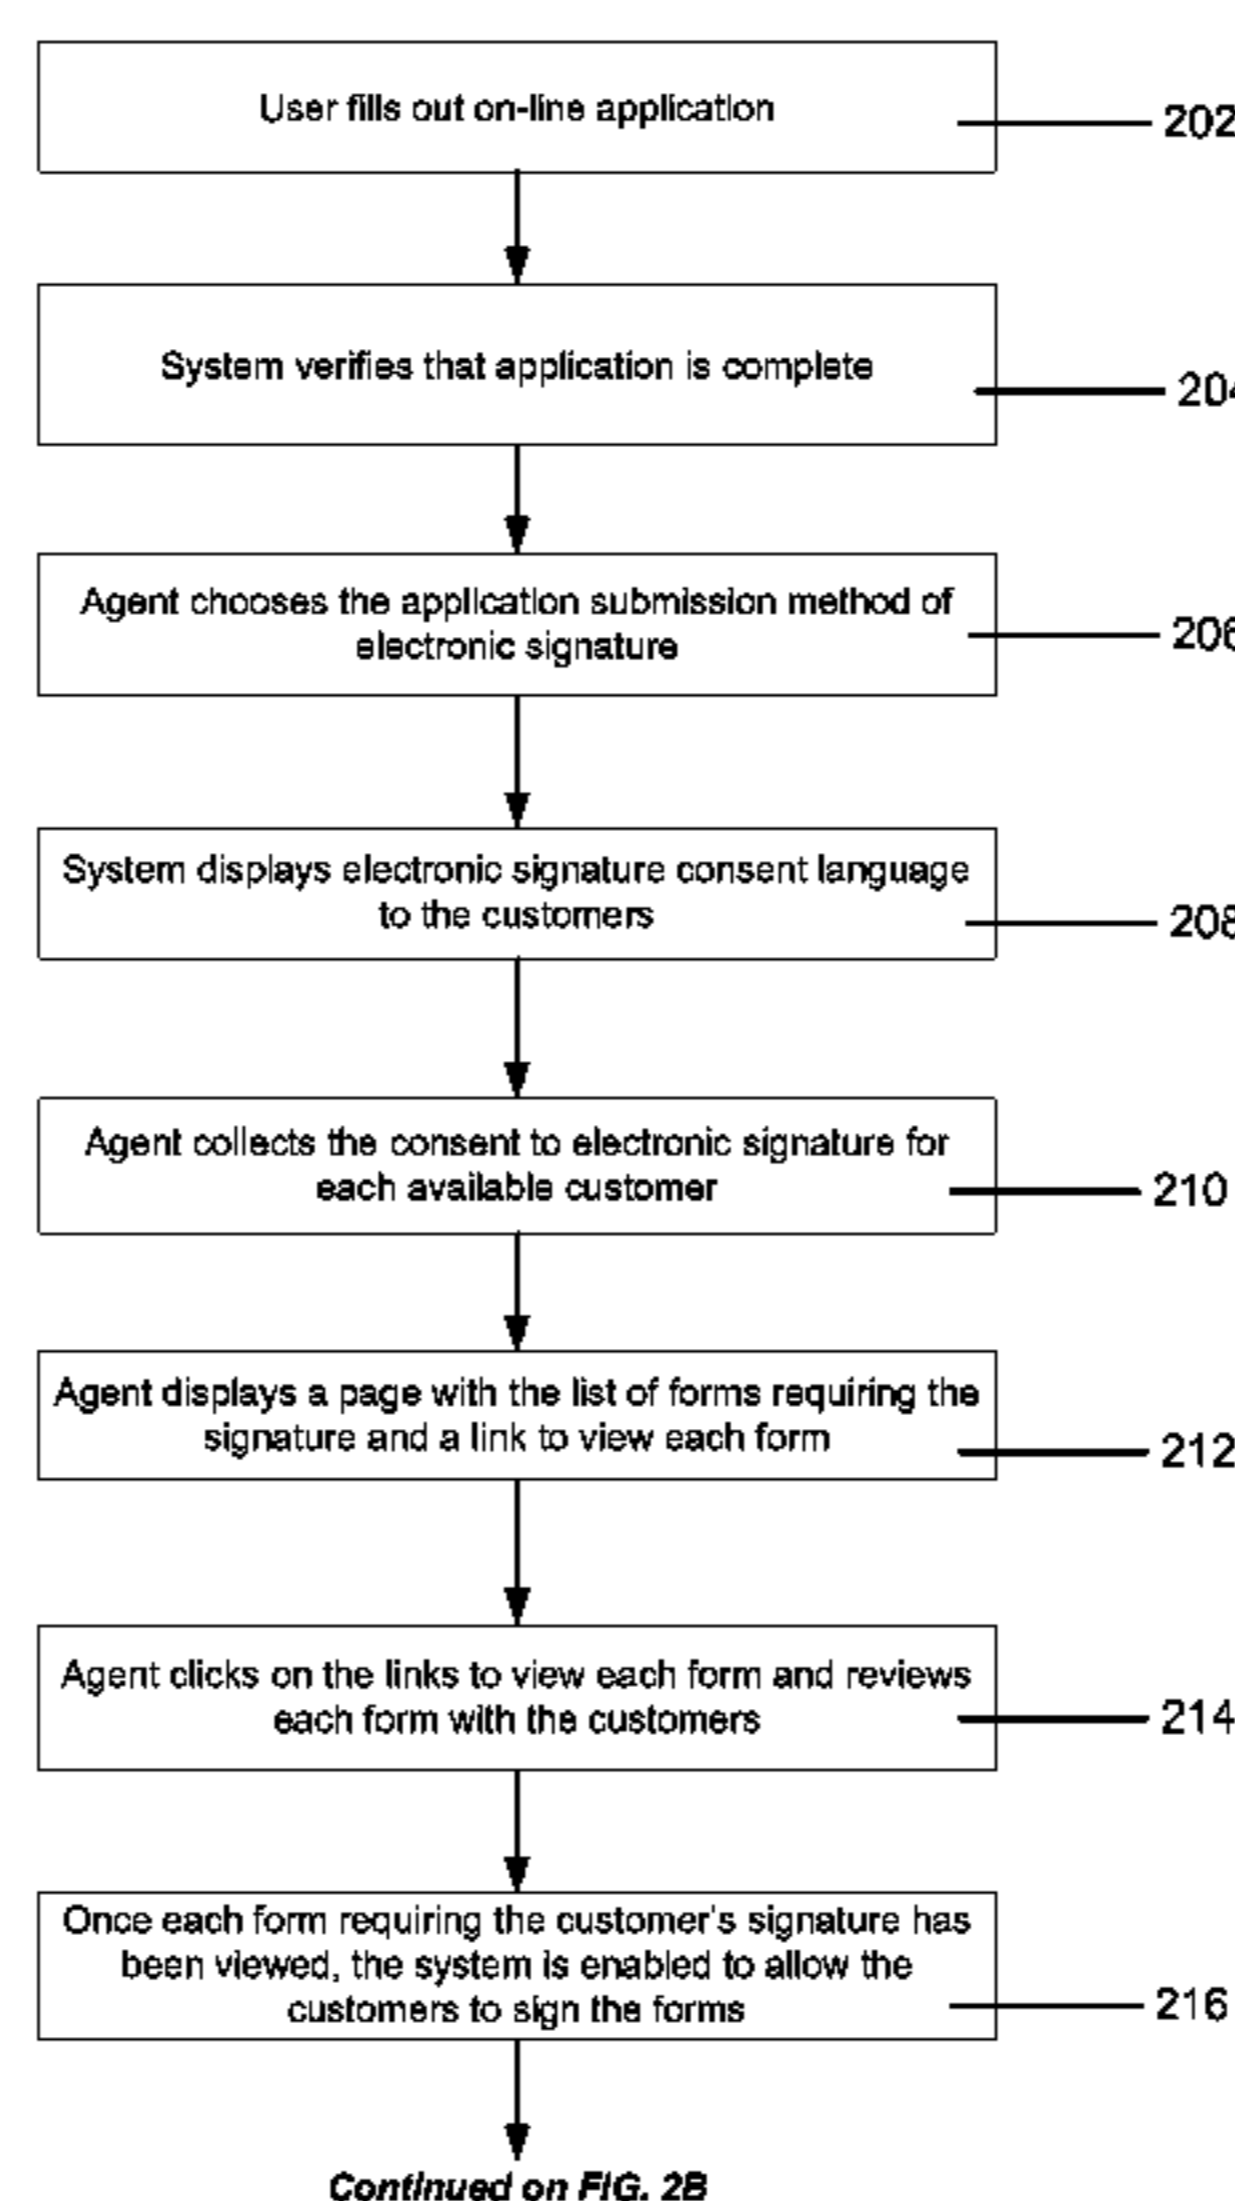 User fills out on-line application
202
System verifies that application is complete
204
Agent chooses the application submission method of
electronic signature
206
System displays electronic signature consent language
to the customers
208
Agent collects the consent to electronic signature for
each available customer
210
Agent displays a page with the list of forms requiring the
signature and a link to view each form
212
Agent clicks on the links to view each form and reviews
each form with the customers
214
Once each form requiring the customer's signature has
been viewed, the system is enabled to allow the
customers to sign the forms
216
Continued on FIG. 2B